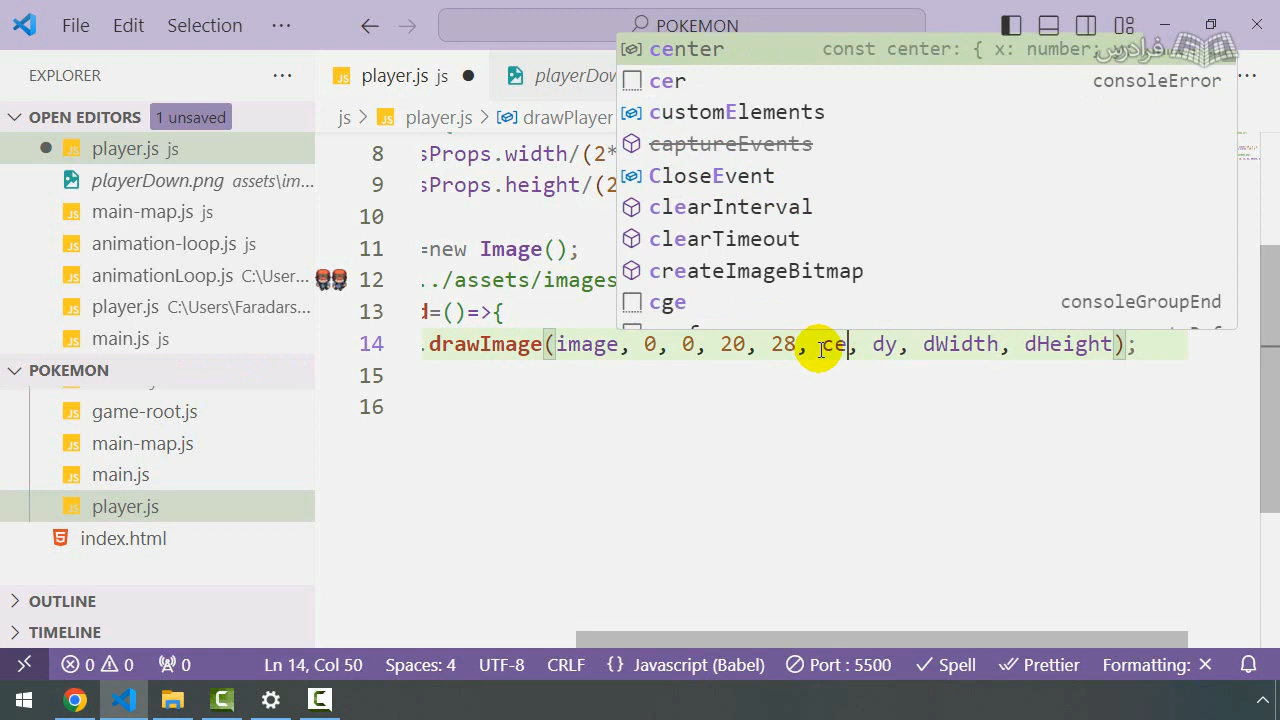 File Edit Selection ··· POKEMON
EXPLORER ···
player.js js ● playerDow ···
OPEN EDITORS 1 unsaved
js > player.js > drawPlayer
player.js js
playerDown.png assets\im...
main-map.js js
animation-loop.js js
animationLoop.js C:\User...
player.js C:\Users\Faradars...
main.js js
POKEMON
game-root.js
main-map.js
main.js
player.js
index.html
OUTLINE
TIMELINE
8 sProps.width/(2*
9 sProps.height/(2
10
11 =new Image();
12 ../assets/images
13 d=()=>{
14 .drawImage(image, 0, 0, 20, 28, ce, dy, dWidth, dHeight);
15
16
center const center: { x: number;
cer consoleError
customElements
captureEvents
CloseEvent
clearInterval
clearTimeout
createImageBitmap
cge consoleGroupEnd
فرادرس
0 0 0 Ln 14, Col 50 Spaces: 4 UTF-8 CRLF {} Javascript (Babel) Port : 5500 Spell Prettier Formatting: ×